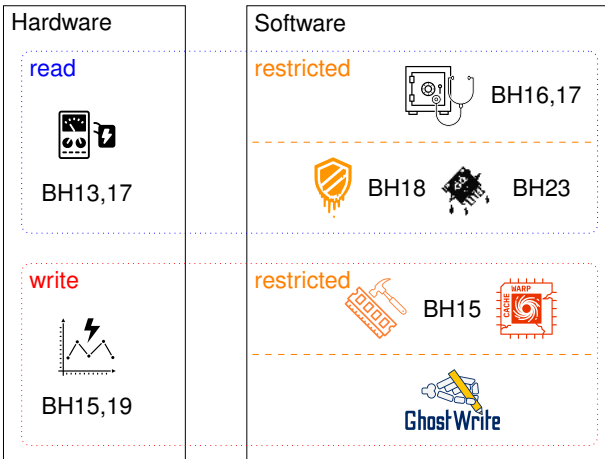 Hardware
Software
read
restricted
BH16,17
BH13,17
BH18
BH23
write
restricted
BH15
CACHE
WARP
BH15,19
GhostWrite